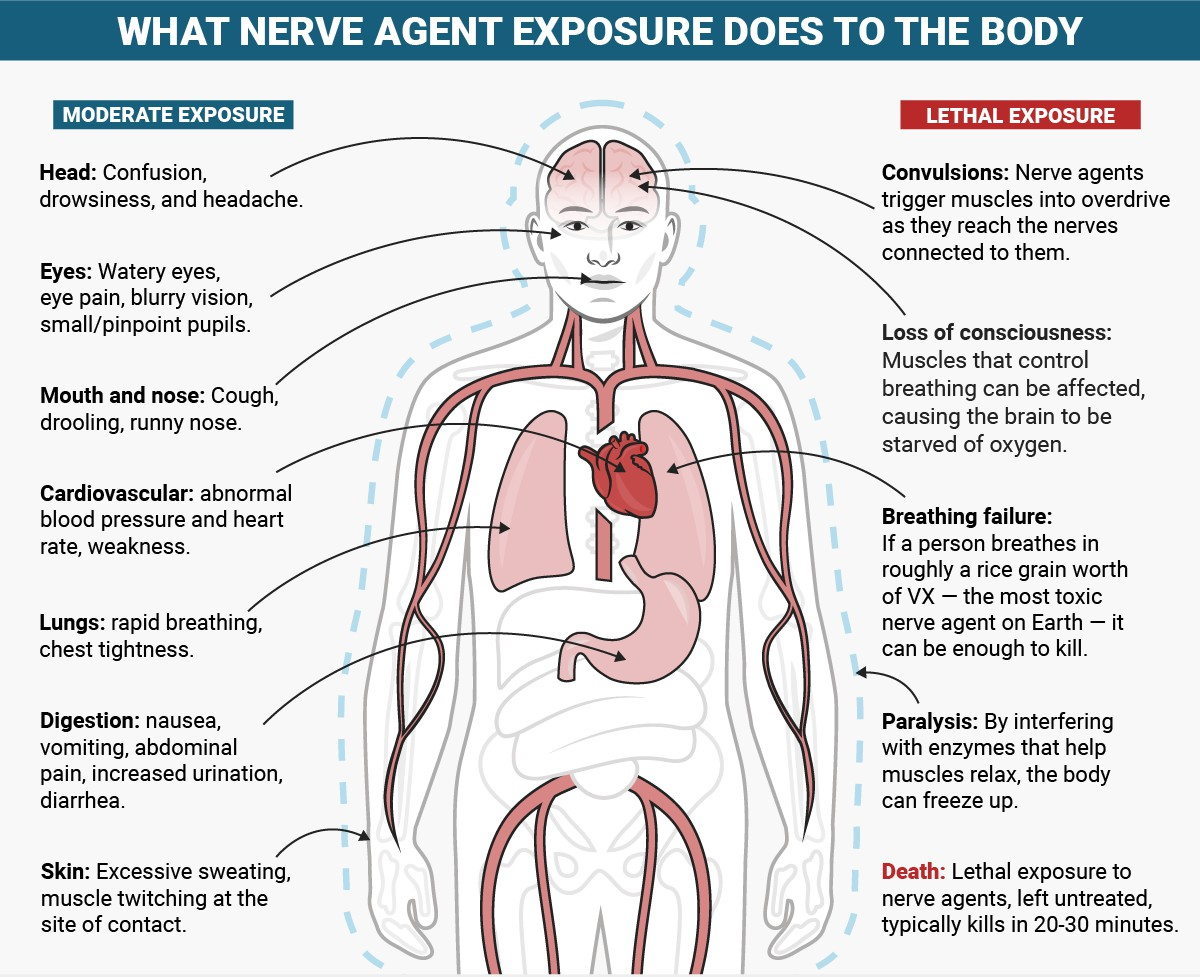 WHAT NERVE AGENT EXPOSURE DOES TO THE BODY
MODERATE EXPOSURE
Head: Confusion,
drowsiness, and headache.
Eyes: Watery eyes,
eye pain, blurry vision,
small/pinpoint pupils.
Mouth and nose: Cough,
drooling, runny nose.
Cardiovascular: abnormal
blood pressure and heart
rate, weakness.
Lungs: rapid breathing,
chest tightness.
Digestion: nausea,
vomiting, abdominal
pain, increased urination,
diarrhea.
Skin: Excessive sweating,
muscle twitching at the
site of contact.
LETHAL EXPOSURE
Convulsions: Nerve agents
trigger muscles into overdrive
as they reach the nerves
connected to them.
Loss of consciousness:
Muscles that control
breathing can be affected,
causing the brain to be
starved of oxygen.
Breathing failure:
If a person breathes in
roughly a rice grain worth
of VX — the most toxic
nerve agent on Earth — it
can be enough to kill.
Paralysis: By interfering
with enzymes that help
muscles relax, the body
can freeze up.
Death: Lethal exposure to
nerve agents, left untreated,
typically kills in 20-30 minutes.